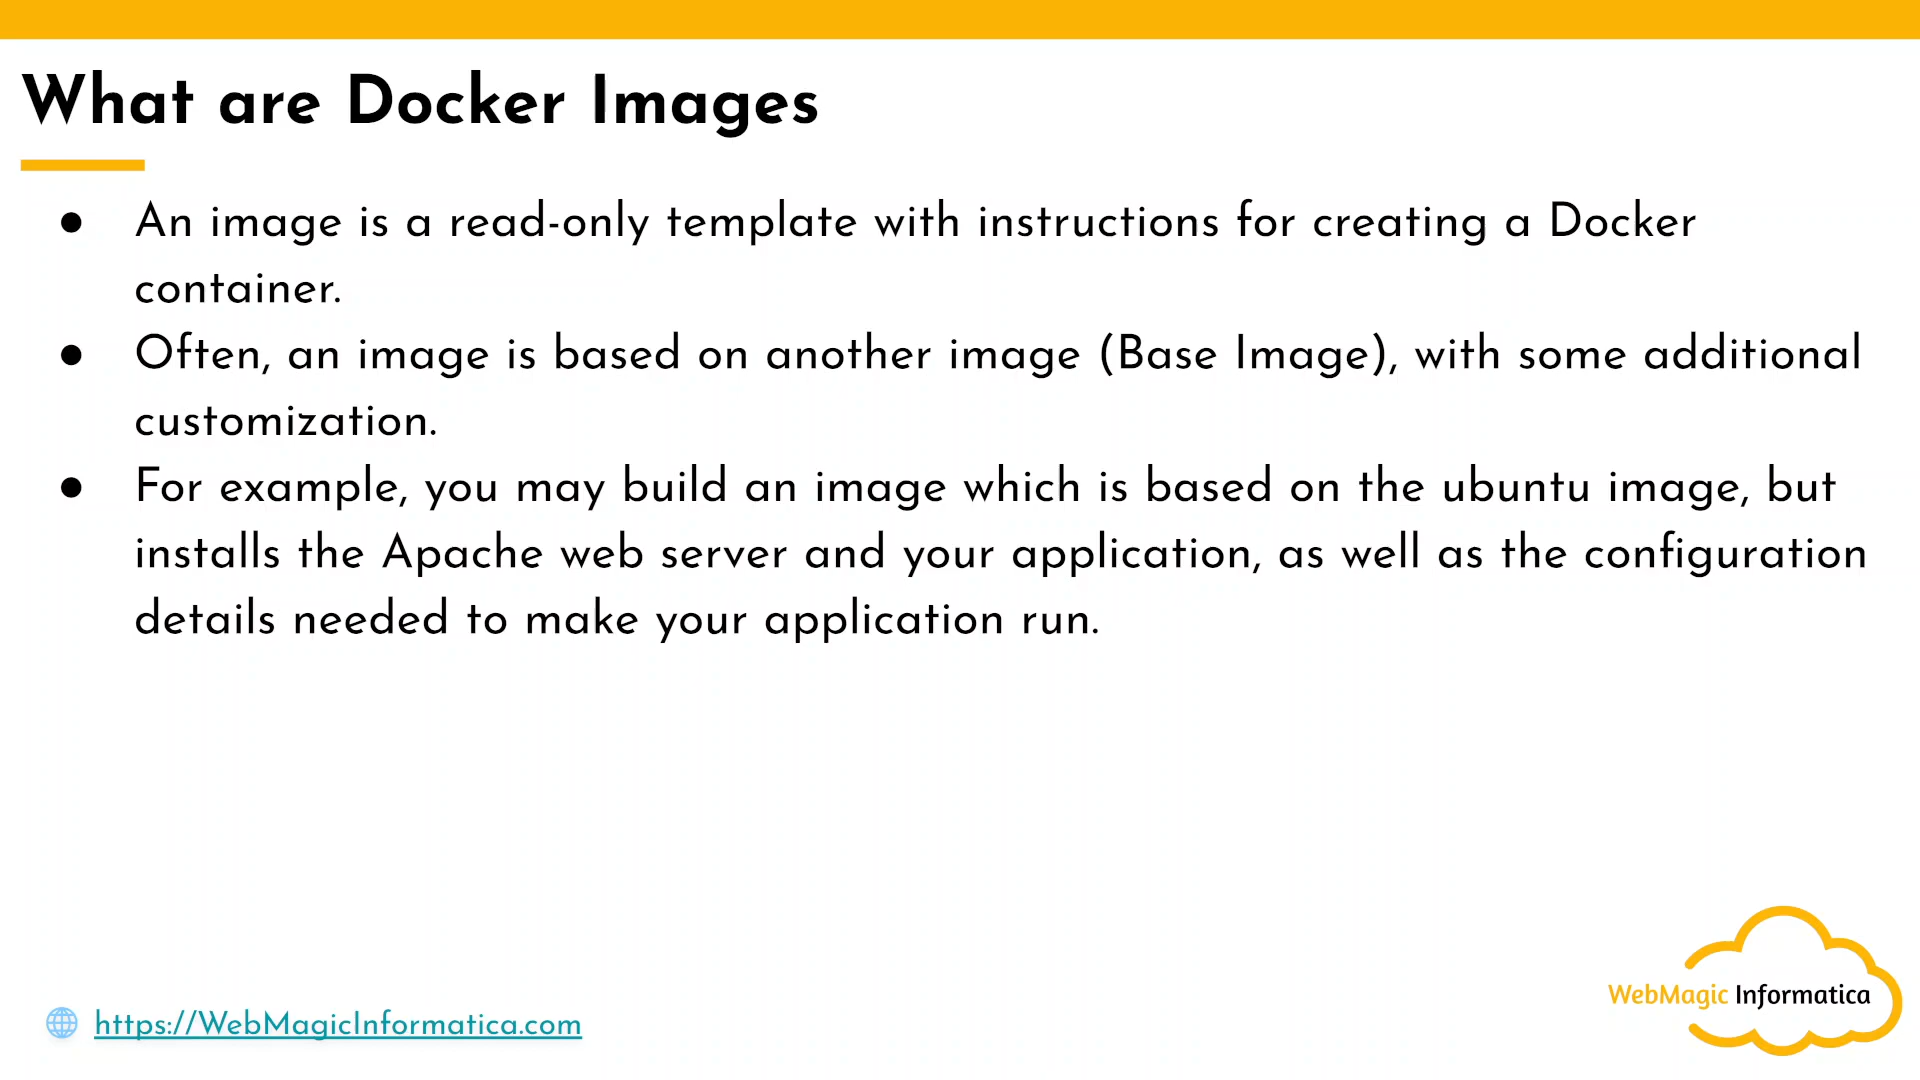 What are Docker Images
● An image is a read-only template with instructions for creating a Docker
container.
● Often, an image is based on another image (Base Image), with some additional
customization.
● For example, you may build an image which is based on the ubuntu image, but
installs the Apache web server and your application, as well as the configuration
details needed to make your application run.
WebMagic Informatica
https://WebMagicInformatica.com